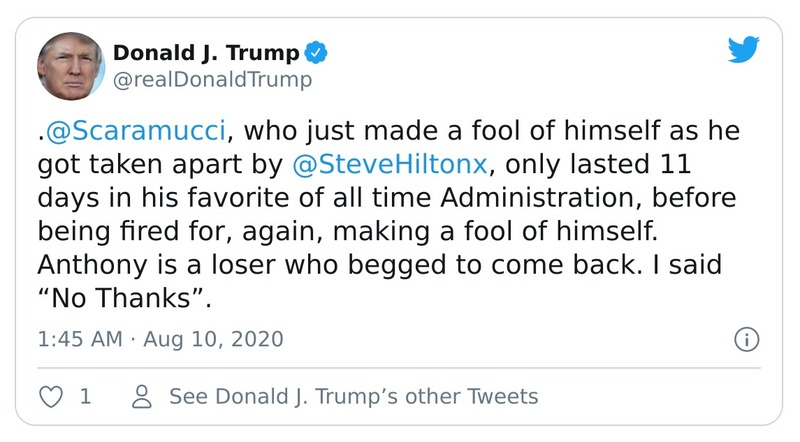 Donald J. Trump
@realDonaldTrump
.@Scaramucci, who just made a fool of himself as he
got taken apart by @SteveHiltonx, only lasted 11
days in his favorite of all time Administration, before
being fired for, again, making a fool of himself.
Anthony is a loser who begged to come back. I said
“No Thanks”.
1:45 AM · Aug 10, 2020
1 See Donald J. Trump’s other Tweets